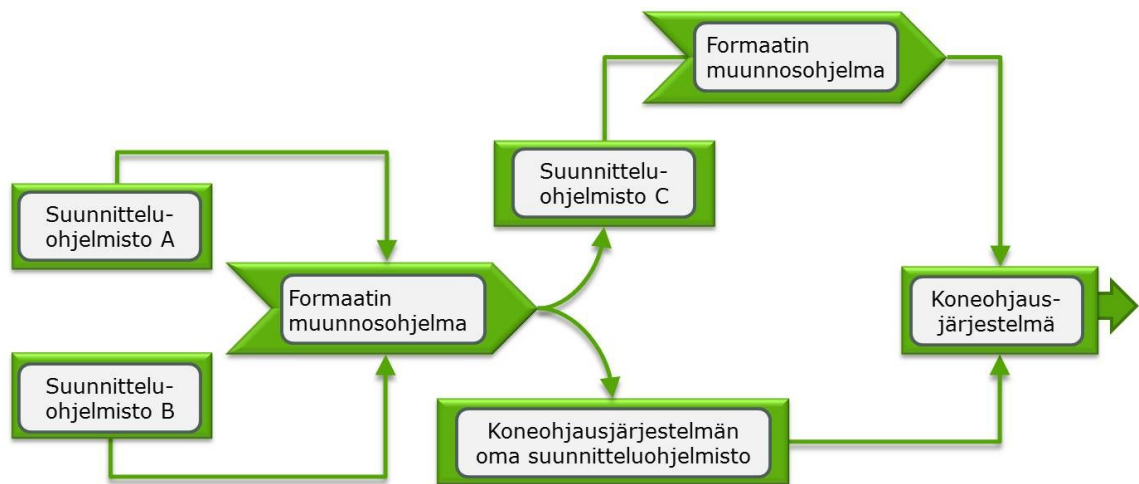 Formaatin
muunnosohjelma
Suunnittelu-
ohjelmisto C
Suunnittelu-
ohjelmisto A
Formaatin
muunnosohjelma
Koneohjaus-
järjestelmä
Suunnittelu-
ohjelmisto B
Koneohjausjärjestelmän
oma suunnitteluohjelmisto